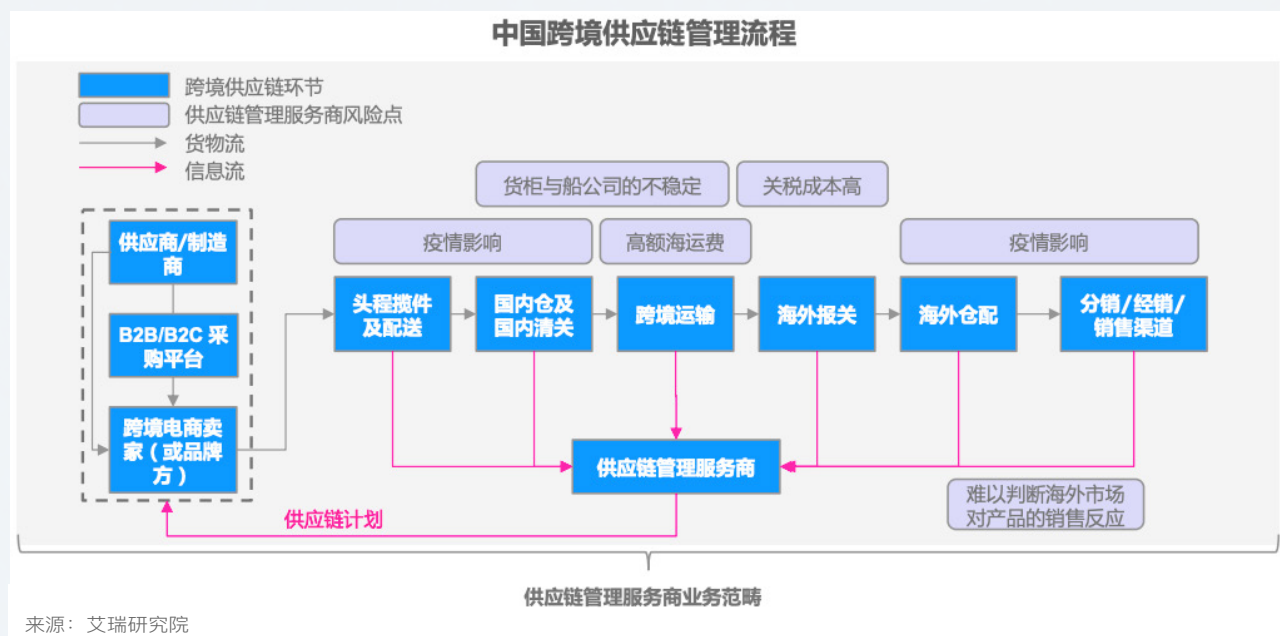 中国跨境供应链管理流程
跨境供应链环节
供应链管理服务商风险点
货物流
信息流
货柜与船公司的不稳定
关税成本高
疫情影响
高额海运费
疫情影响
供应商/制造
商
B2B/B2C 采
购平台
跨境电商卖
家（或品牌
方）
头程揽件
及配送
国内仓及
国内清关
跨境运输
海外报关
海外仓配
分销/经销/
销售渠道
供应链管理服务商
难以判断海外市场
对产品的销售反应
供应链计划
供应链管理服务商业务范畴
来源：艾瑞研究院